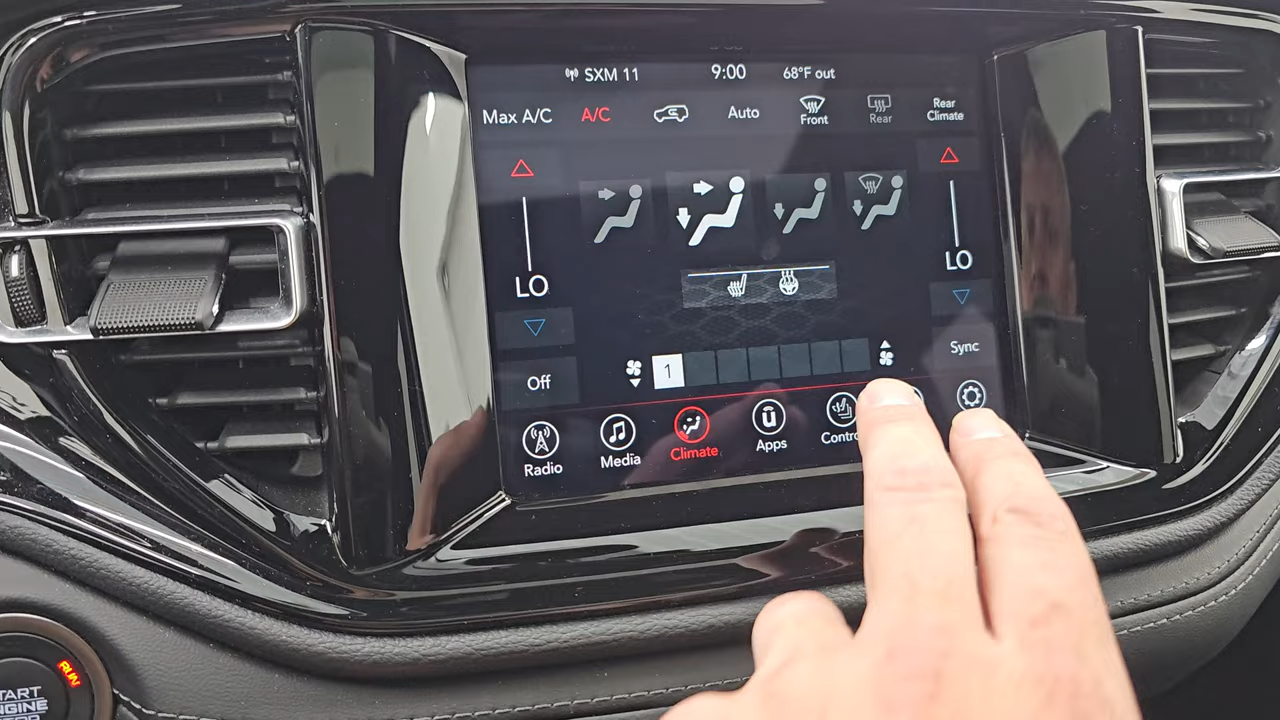 SXM 11 9:00 68°F out
Max A/C A/C Auto Front Rear Rear Climate
LO LO
Off 1 Sync
Radio Media Climate Apps
RUN
START
ENGINE